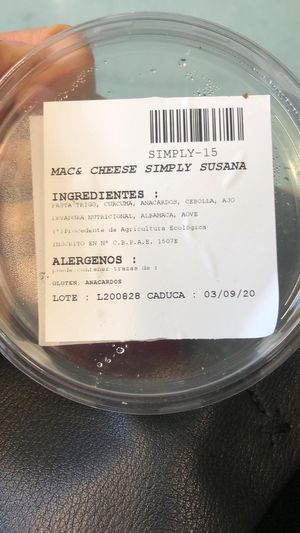 SIMPLY-15
MAC& CHEESE SIMPLY SUSANA
INGREDIENTES :
PASTA TRIGO, CURCUMA, ANACARDOS, CEBOLLA, AJO
LEVADURA NUTRICIONAL, ALBAHACA, AOVE
(*)Procedente de Agricultura Ecológica
INSCRITO EN Nº C.B.P.A.E. 1507E
ALERGENOS :
Puede contener trazas de :
GLUTEN, ANACARDOS
LOTE : L200828 CADUCA : 03/09/20